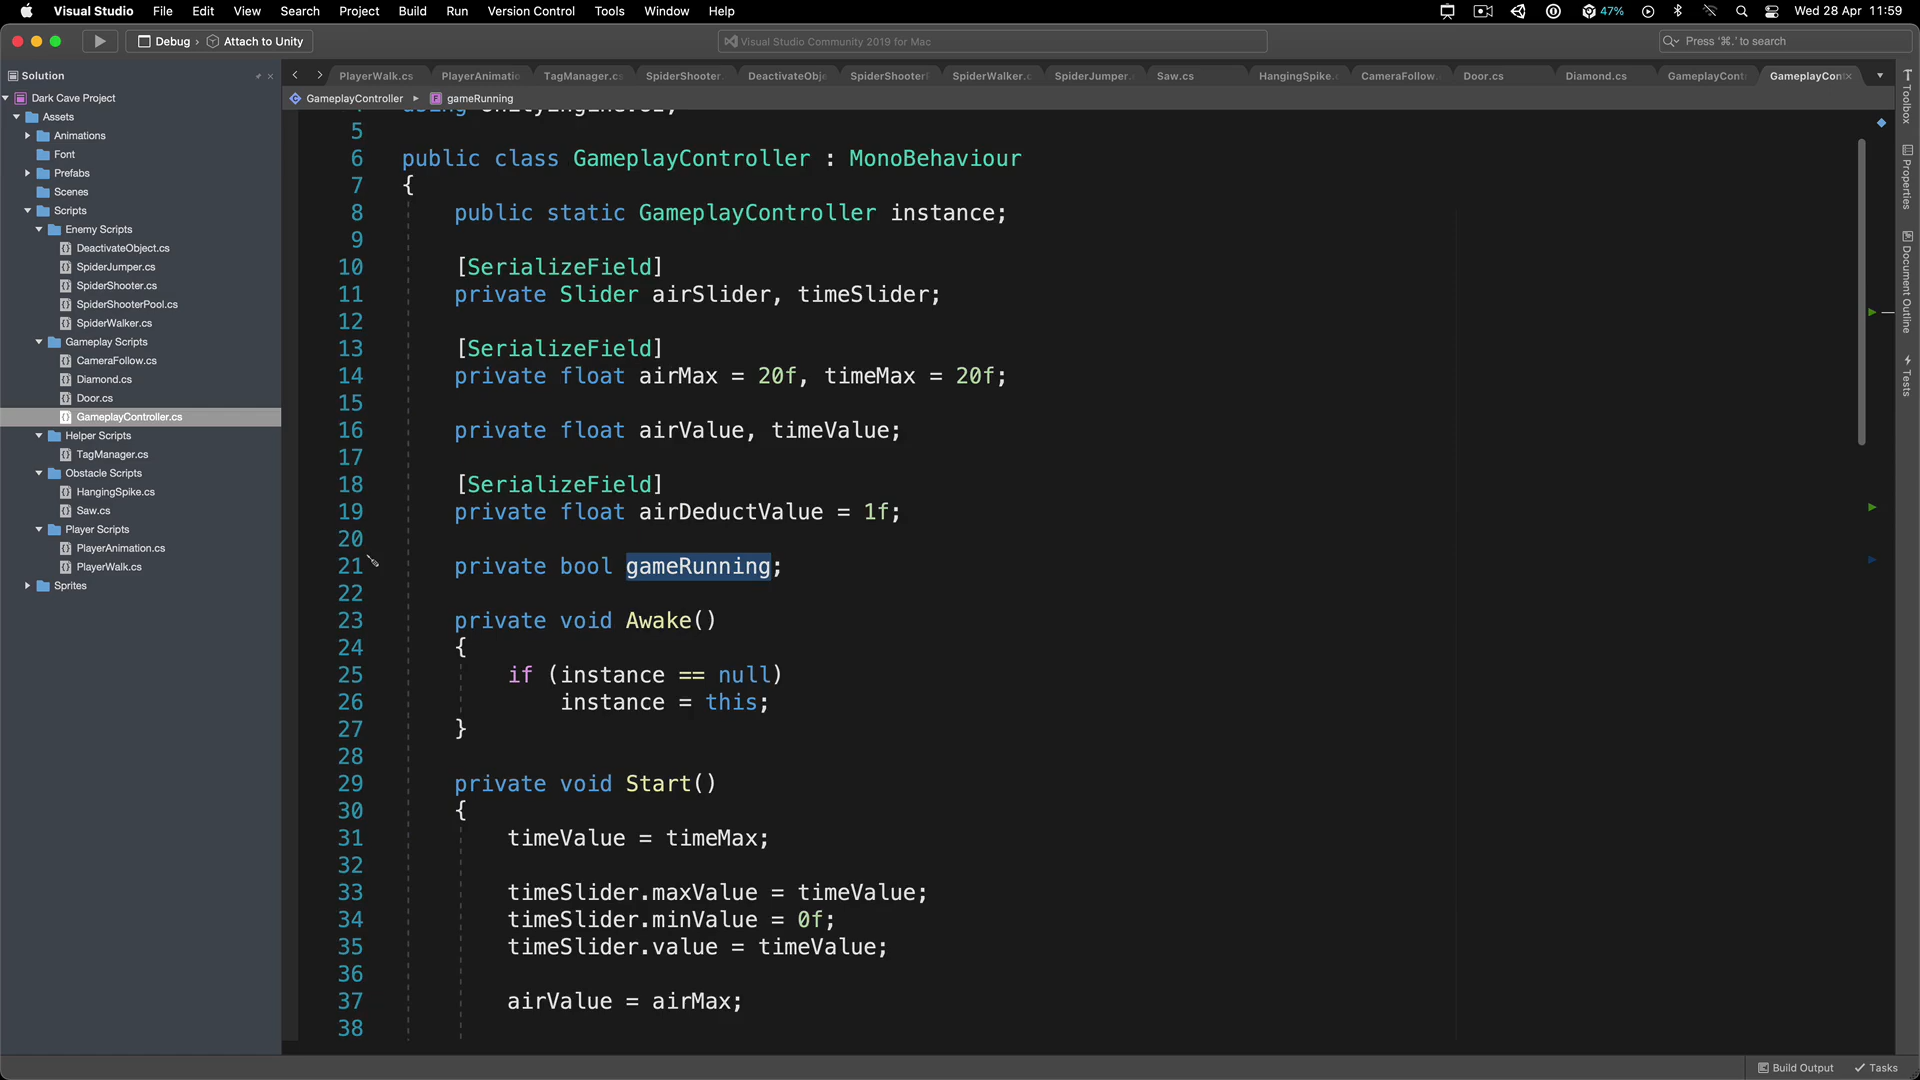 Visual Studio File Edit View Search Project Build Run Version Control Tools Window Help 47% Wed 28 Apr 11:59
Debug › Attach to Unity Visual Studio Community 2019 for Mac Press '⌘.' to search
Solution PlayerWalk.cs PlayerAnimatio TagManager.cs SpiderShooter. DeactivateObje SpiderShooterP SpiderWalker.c SpiderJumper. Saw.cs HangingSpike. CameraFollow. Door.cs Diamond.cs GameplayCont GameplayCon
GameplayController gameRunning
Dark Cave Project
Assets
Animations
Font
Prefabs
Scenes
Scripts
Enemy Scripts
DeactivateObject.cs
SpiderJumper.cs
SpiderShooter.cs
SpiderShooterPool.cs
SpiderWalker.cs
Gameplay Scripts
CameraFollow.cs
Diamond.cs
Door.cs
GameplayController.cs
Helper Scripts
TagManager.cs
Obstacle Scripts
HangingSpike.cs
Saw.cs
Player Scripts
PlayerAnimation.cs
PlayerWalk.cs
Sprites
5
6 public class GameplayController : MonoBehaviour
7 {
8 public static GameplayController instance;
9
10 [SerializeField]
11 private Slider airSlider, timeSlider;
12
13 [SerializeField]
14 private float airMax = 20f, timeMax = 20f;
15
16 private float airValue, timeValue;
17
18 [SerializeField]
19 private float airDeductValue = 1f;
20
21 private bool gameRunning;
22
23 private void Awake()
24 {
25 if (instance == null)
26 instance = this;
27 }
28
29 private void Start()
30 {
31 timeValue = timeMax;
32
33 timeSlider.maxValue = timeValue;
34 timeSlider.minValue = 0f;
35 timeSlider.value = timeValue;
36
37 airValue = airMax;
38
Toolbox
Properties
Document Outline
Tests
Build Output Tasks